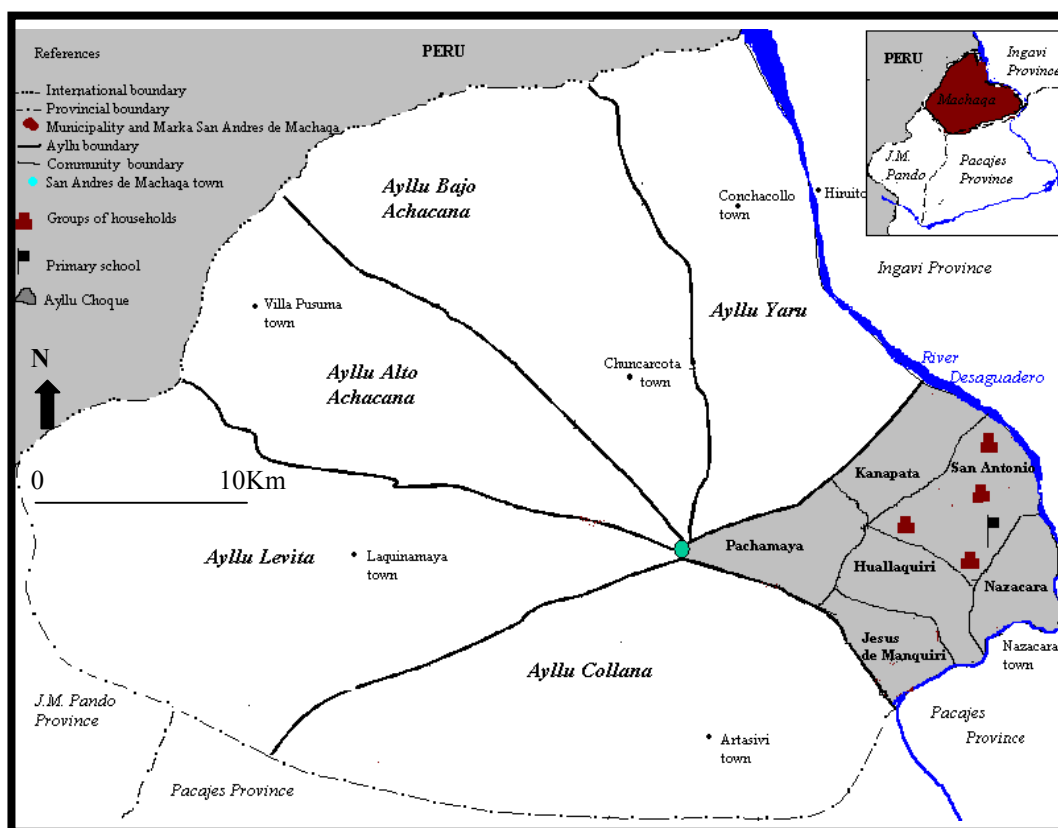 References
International boundary
Provincial boundary
Municipality and Marka San Andres de Machaqa
Ayllu boundary
Community boundary
San Andres de Machaqa town
Groups of households
Primary school
Ayllu Choque
N
0 10Km
PERU
Ayllu Bajo
Achacana
Conchacollo
town
Hiruito
PERU
Ingavi
Province
Machaqa
J.M.
Pando
Pacajes
Province
Ingavi Province
Villa Pusuma
town
Ayllu Yaru
Ayllu Alto
Achacana
Chuncarcota
town
River
Desaguadero
Kanapata
San Antonio
Ayllu Levita
Laquinamaya
town
Pachamaya
Huallaquiri
Nazacara
Jesus
de Manquiri
Nazacara
town
Ayllu Collana
J.M. Pando
Province
Artasivi
town
Pacajes
Province
Pacajes Province